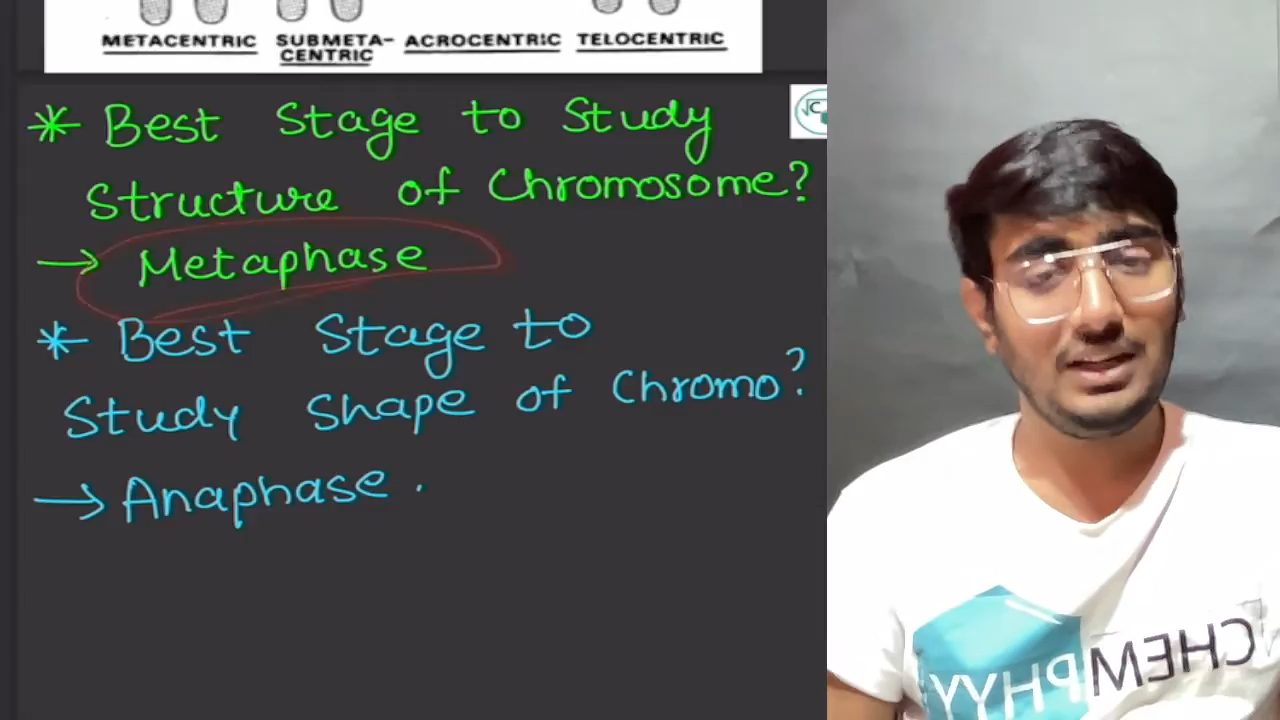 METACENTRIC SUBMETA-CENTRIC ACROCENTRIC TELOCENTRIC
* Best Stage to Study
Structure of Chromosome?
→ Metaphase
* Best Stage to
Study Shape of Chromo?
→ Anaphase.
√C
CHEMPHYY